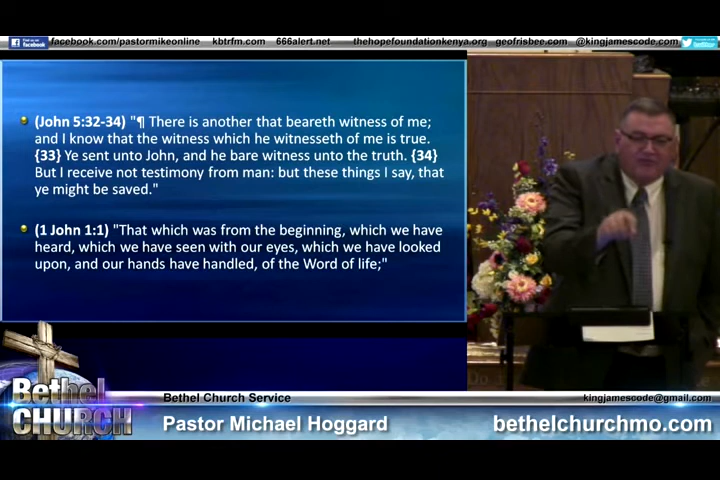 Find us on facebook
facebook.com/pastormikeonline kbtrfm.com 666alert.net thehopefoundationkenya.org geofrisbee.com @kingjamescode.com twitter
(John 5:32-34) "¶ There is another that beareth witness of me;
and I know that the witness which he witnesseth of me is true.
{33} Ye sent unto John, and he bare witness unto the truth. {34}
But I receive not testimony from man: but these things I say, that
ye might be saved."
(1 John 1:1) "That which was from the beginning, which we have
heard, which we have seen with our eyes, which we have looked
upon, and our hands have handled, of the Word of life;"
Bethel
CHURCH
Bethel Church Service
kingjamescode@gmail.com
Pastor Michael Hoggard
bethelchurchmo.com